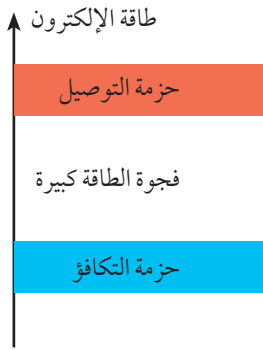 طاقة الإلكترون
حزمة التوصيل
فجوة الطاقة كبيرة
حزمة التكافؤ